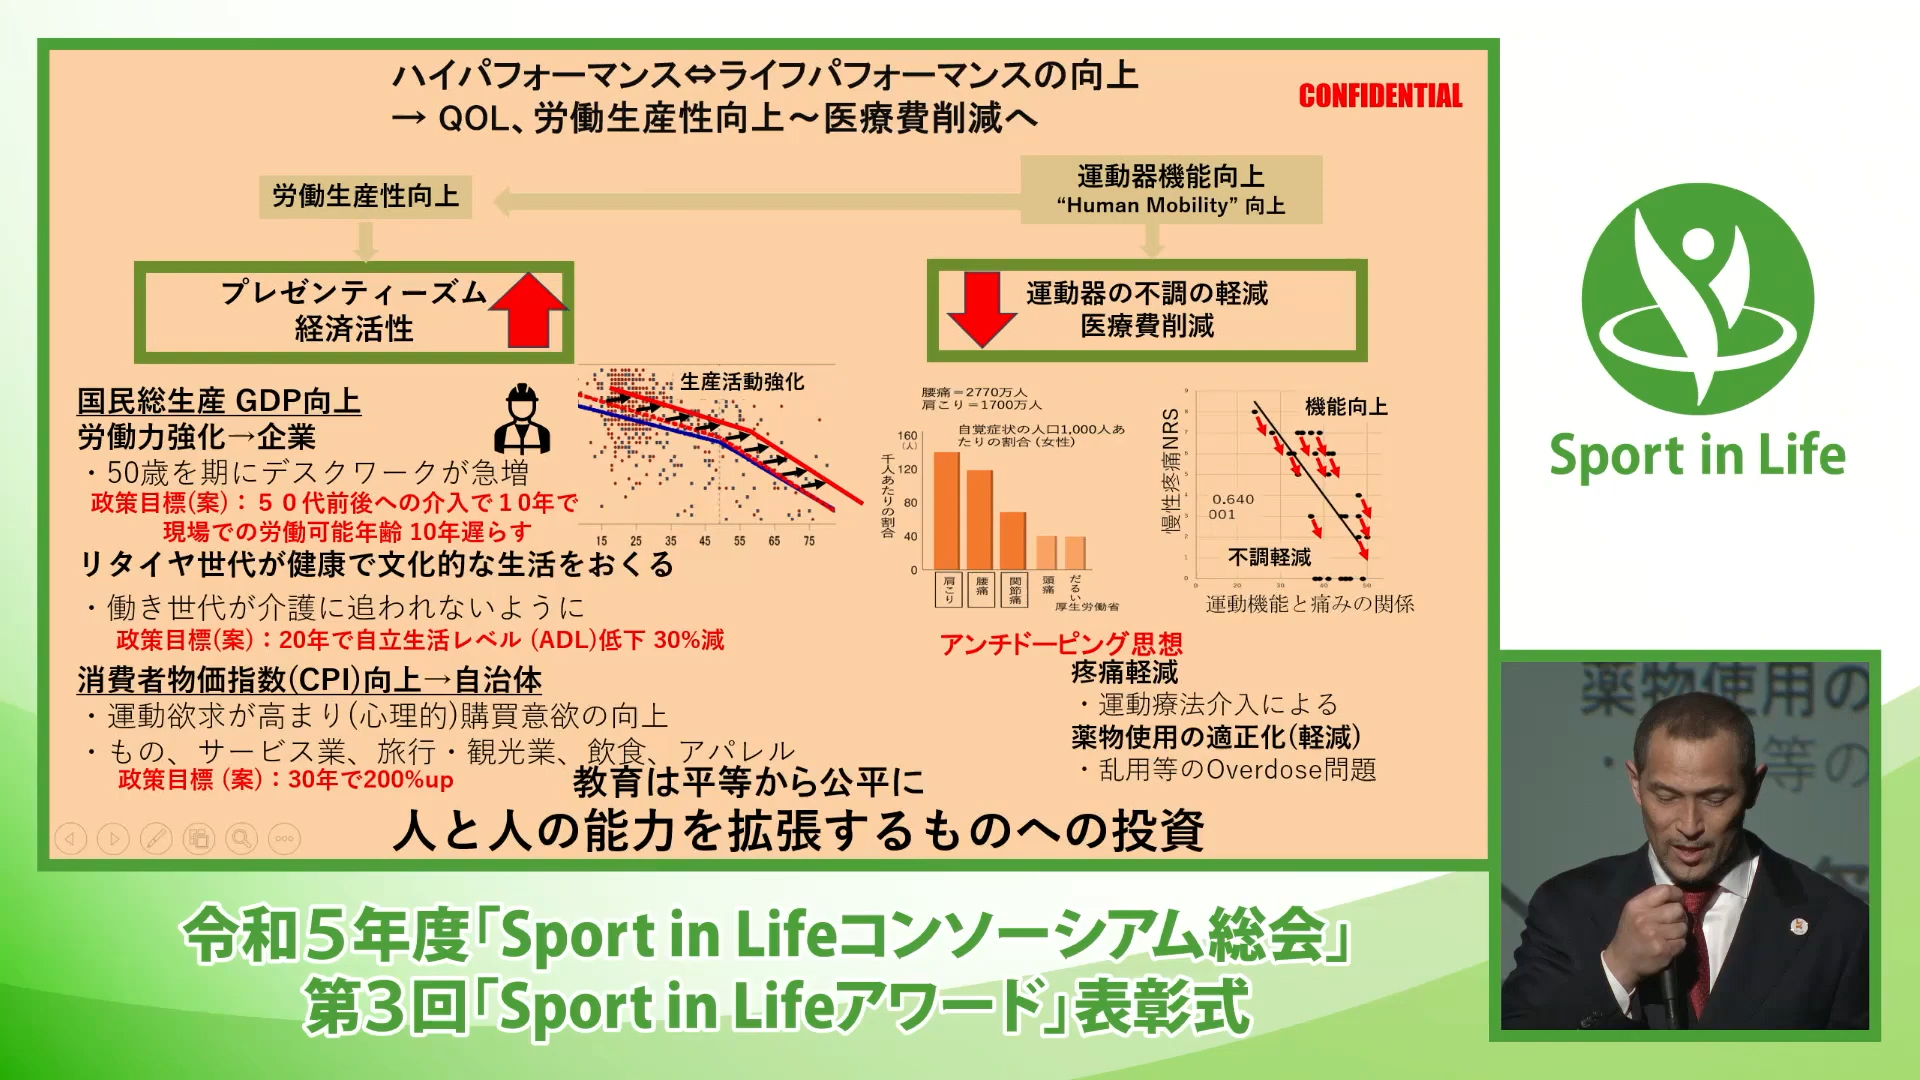 ハイパフォーマンス⇔ライフパフォーマンスの向上
→ QOL、労働生産性向上～医療費削減へ
CONFIDENTIAL
労働生産性向上
運動器機能向上
“Human Mobility” 向上
プレゼンティーズム
経済活性
運動器の不調の軽減
医療費削減
国民総生産 GDP向上
労働力強化→企業
・50歳を期にデスクワークが急増
政策目標(案)：５０代前後への介入で１０年で
現場での労働可能年齢 10年遅らす
リタイヤ世代が健康で文化的な生活をおくる
・働き世代が介護に追われないように
政策目標(案)：20年で自立生活レベル (ADL)低下 30%減
消費者物価指数(CPI)向上→自治体
・運動欲求が高まり(心理的)購買意欲の向上
・もの、サービス業、旅行・観光業、飲食、アパレル
政策目標 (案)：30年で200%up
生産活動強化
15 25 35 45 55 65 75
腰痛＝2770万人
肩こり＝1700万人
自覚症状の人口1,000人あ
たりの割合 (女性)
160
(人)
120
80
40
0
千人あたりの割合
肩こり
腰痛
関節痛
頭痛
だるい
厚生労働省
慢性疼痛NRS
機能向上
0.640
001
不調軽減
0 20 30 40 50
運動機能と痛みの関係
アンチドーピング思想
疼痛軽減
・運動療法介入による
薬物使用の適正化(軽減)
・乱用等のOverdose問題
教育は平等から公平に
人と人の能力を拡張するものへの投資
Sport in Life
薬物使用の
・　等の
令和５年度「Sport in Lifeコンソーシアム総会」
第３回「Sport in Lifeアワード」表彰式